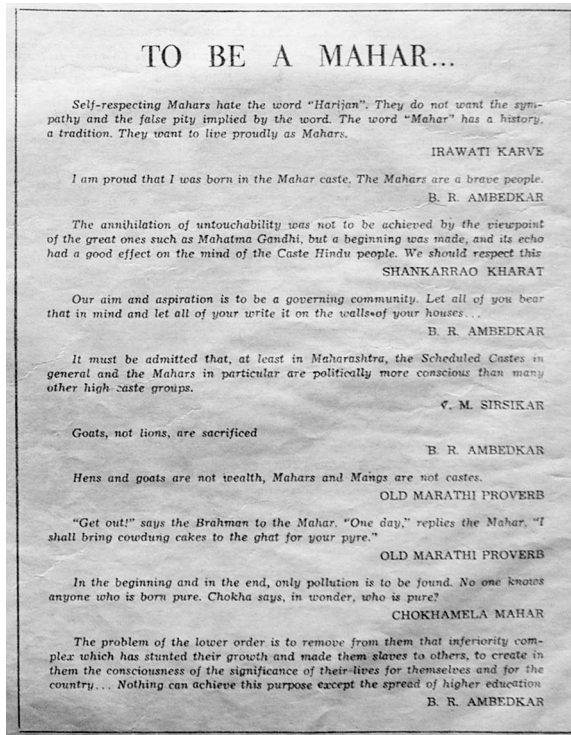 TO BE A MAHAR...
Self-respecting Mahars hate the word "Harijan". They do not want the sym-
pathy and the false pity implied by the word. The word "Mahar" has a history,
a tradition. They want to live proudly as Mahars.
IRAWATI KARVE
I am proud that I was born in the Mahar caste. The Mahars are a brave people.
B. R. AMBEDKAR
The annihilation of untouchability was not to be achieved by the viewpoint
of the great ones such as Mahatma Gandhi, but a beginning was made, and its echo
had a good effect on the mind of the Caste Hindu people. We should respect this
SHANKARRAO KHARAT
Our aim and aspiration is to be a governing community. Let all of you bear
that in mind and let all of your write it on the walls of your houses...
B. R. AMBEDKAR
It must be admitted that, at least in Maharashtra, the Scheduled Castes in
general and the Mahars in particular are politically more conscious than many
other high caste groups.
V. M. SIRSIKAR
Goats, not lions, are sacrificed
B. R. AMBEDKAR
Hens and goats are not wealth, Mahars and Mangs are not castes.
OLD MARATHI PROVERB
"Get out!" says the Brahman to the Mahar. "One day," replies the Mahar, "I
shall bring cowdung cakes to the ghat for your pyre."
OLD MARATHI PROVERB
In the beginning and in the end, only pollution is to be found. No one knows
anyone who is born pure. Chokha says, in wonder, who is pure?
CHOKHAMELA MAHAR
The problem of the lower order is to remove from them that inferiority com-
plex which has stunted their growth and made them slaves to others, to create in
them the consciousness of the significance of their lives for themselves and for the
country... Nothing can achieve this purpose except the spread of higher education
B. R. AMBEDKAR